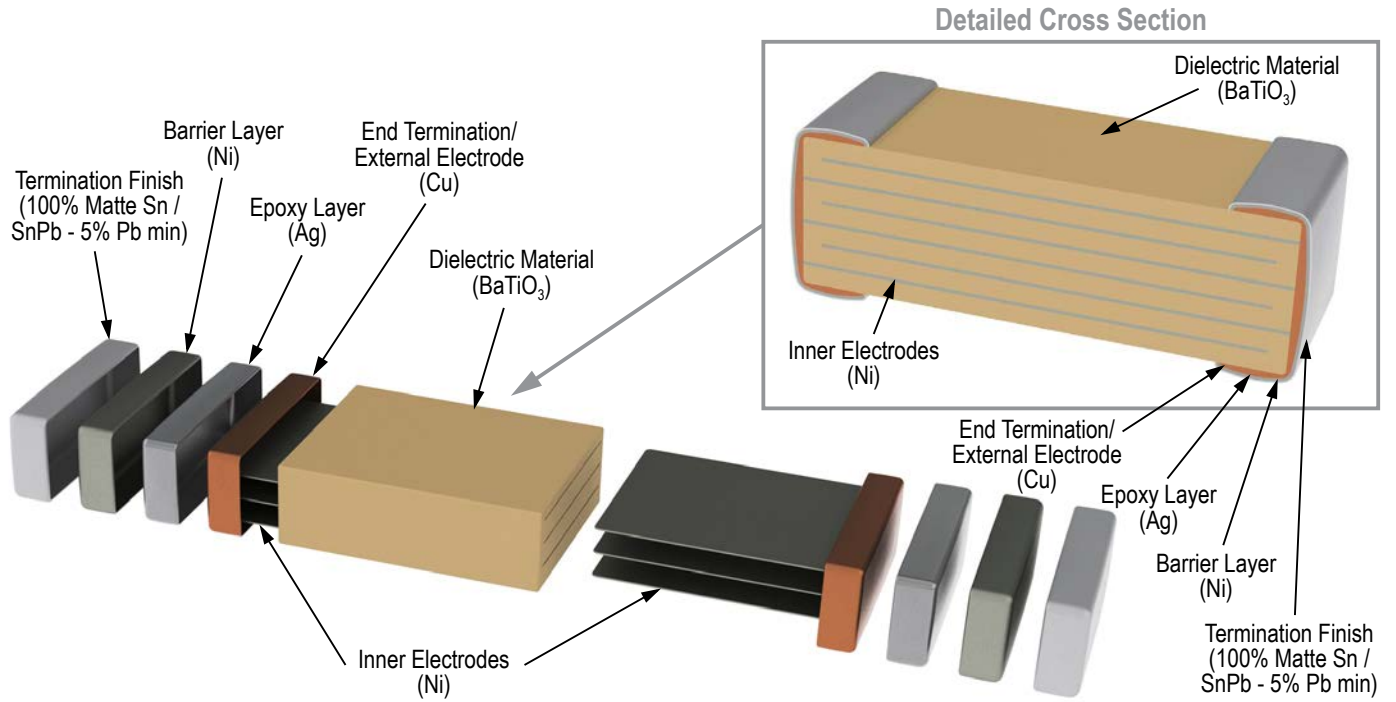 Detailed Cross Section
Dielectric Material
(BaTiO₃)
Inner Electrodes
(Ni)
End Termination/
External Electrode
(Cu)
Epoxy Layer
(Ag)
Barrier Layer
(Ni)
Termination Finish
(100% Matte Sn /
SnPb - 5% Pb min)
Barrier Layer
(Ni)
End Termination/
External Electrode
(Cu)
Termination Finish
(100% Matte Sn /
SnPb - 5% Pb min)
Epoxy Layer
(Ag)
Dielectric Material
(BaTiO₃)
Inner Electrodes
(Ni)